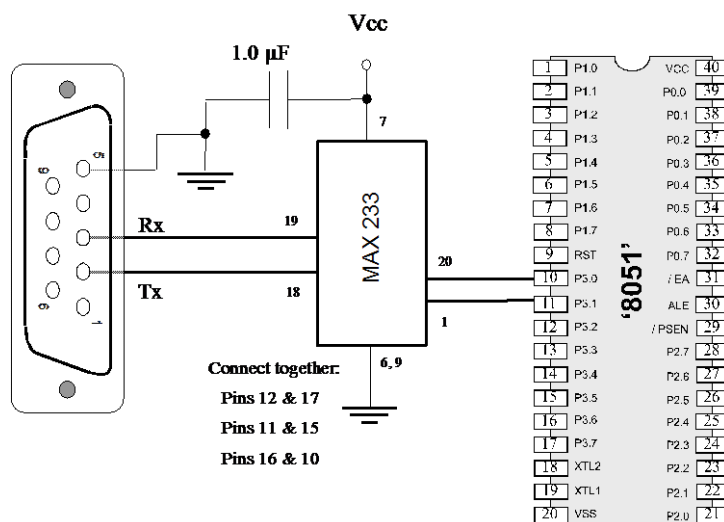 Vcc
1.0 µF
7
5
9
Rx
19
MAX 233
20
Tx
18
1
6
1
6, 9
Connect together:
Pins 12 & 17
Pins 11 & 15
Pins 16 & 10
'8051'
1 P1.0 VCC 40
2 P1.1 P0.0 39
3 P1.2 P0.1 38
4 P1.3 P0.2 37
5 P1.4 P0.3 36
6 P1.5 P0.4 35
7 P1.6 P0.5 34
8 P1.7 P0.6 33
9 RST P0.7 32
10 P3.0 / EA 31
11 P3.1 ALE 30
12 P3.2 / PSEN 29
13 P3.3 P2.7 28
14 P3.4 P2.6 27
15 P3.5 P2.5 26
16 P3.6 P2.4 25
17 P3.7 P2.3 24
18 XTL2 P2.2 23
19 XTL1 P2.1 22
20 VSS P2.0 21